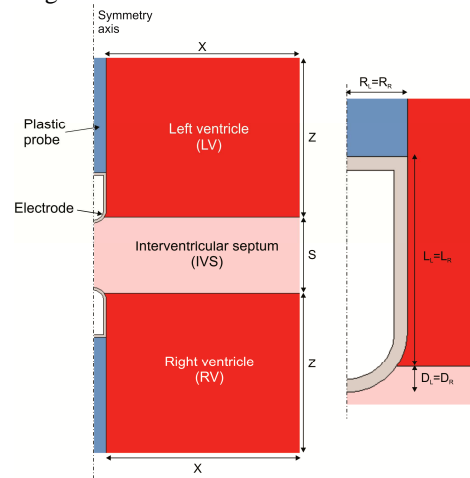 Symmetry
axis
X
Left ventricle
(LV)
Z
Plastic
probe
Electrode
Interventricular septum
(IVS)
S
Right ventricle
(RV)
Z
X
R_L=R_R
L_L=L_R
D_L=D_R